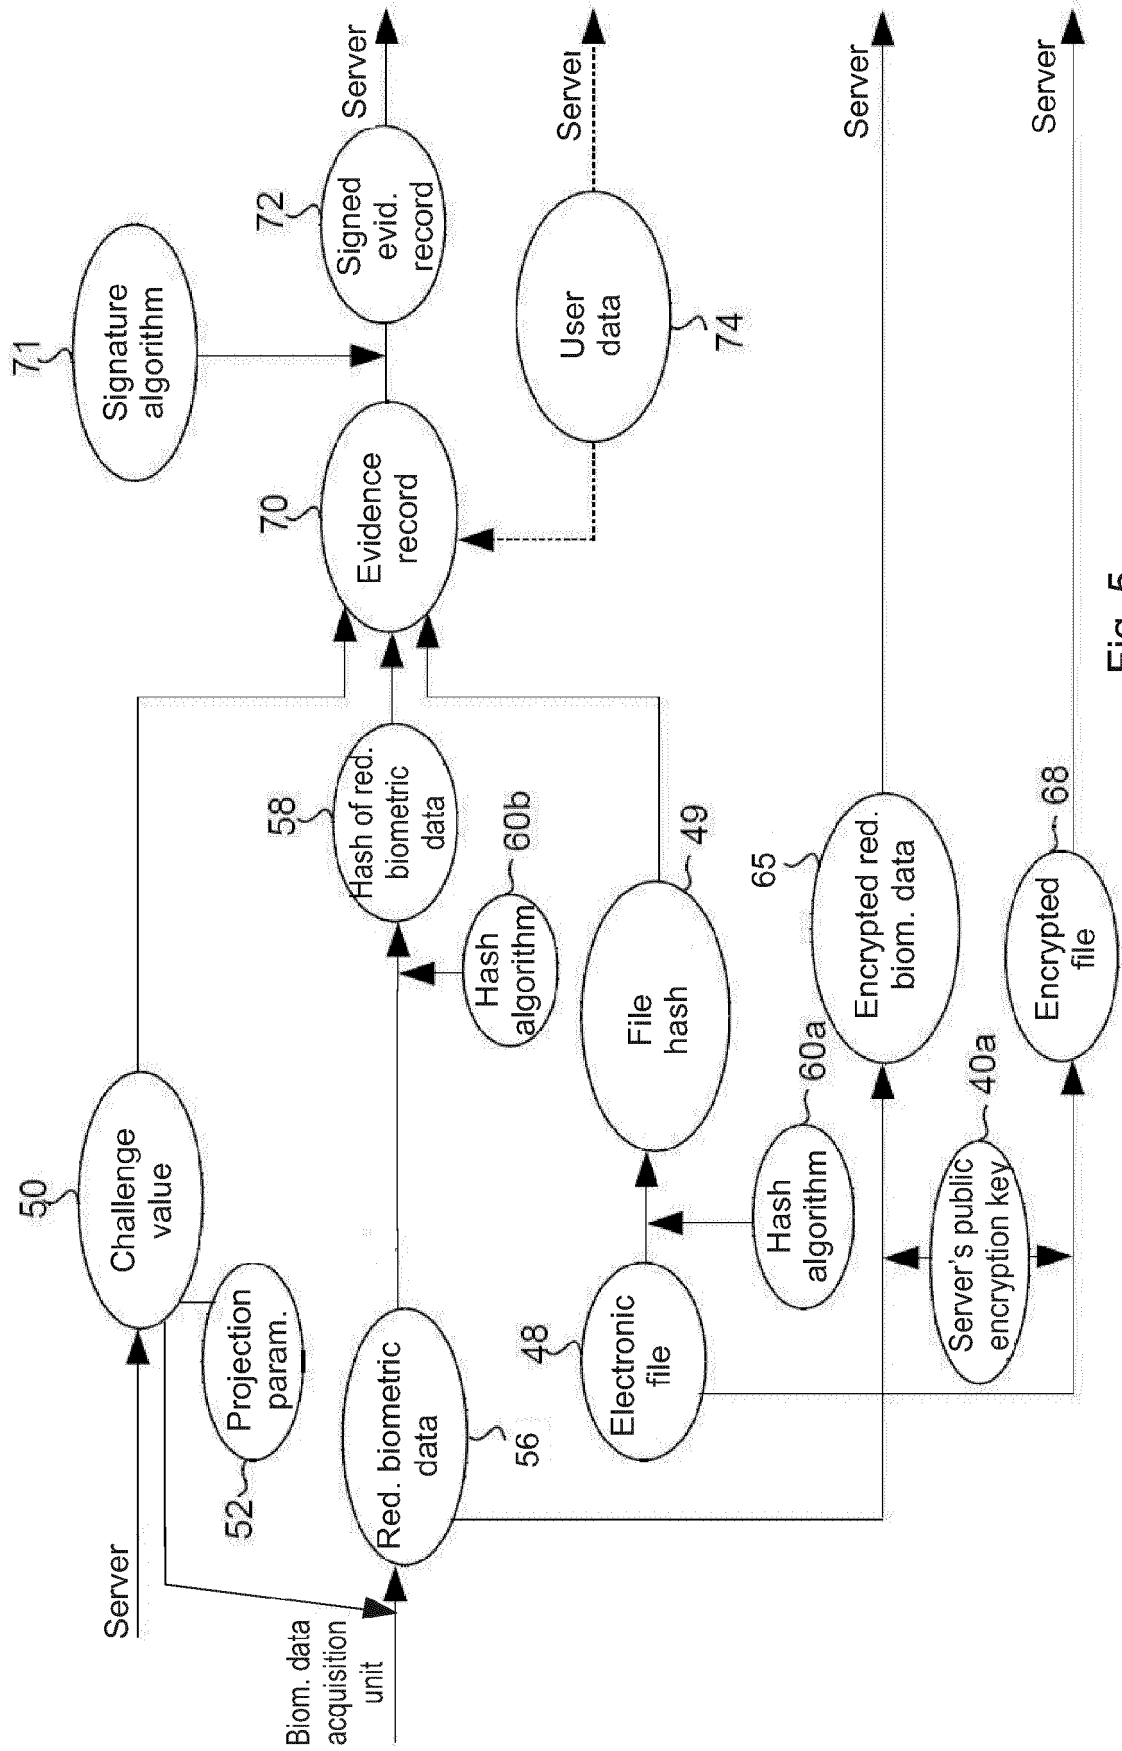 Server
50
Challenge
value
52
Projection
param.
Biom. data
acquisition
unit
Red. biometric
data
56
48
Electronic
file
Hash
algorithm
60a
Server's public
encryption key
40a
58
Hash of red.
biometric
data
Hash
algorithm
60b
File
hash
49
65
Encrypted red.
biom. data
Encrypted
file
68
70
Evidence
record
71
Signature
algorithm
72
Signed
evid.
record
User
data
74
Server
Server
Server
Server
Fig. 5